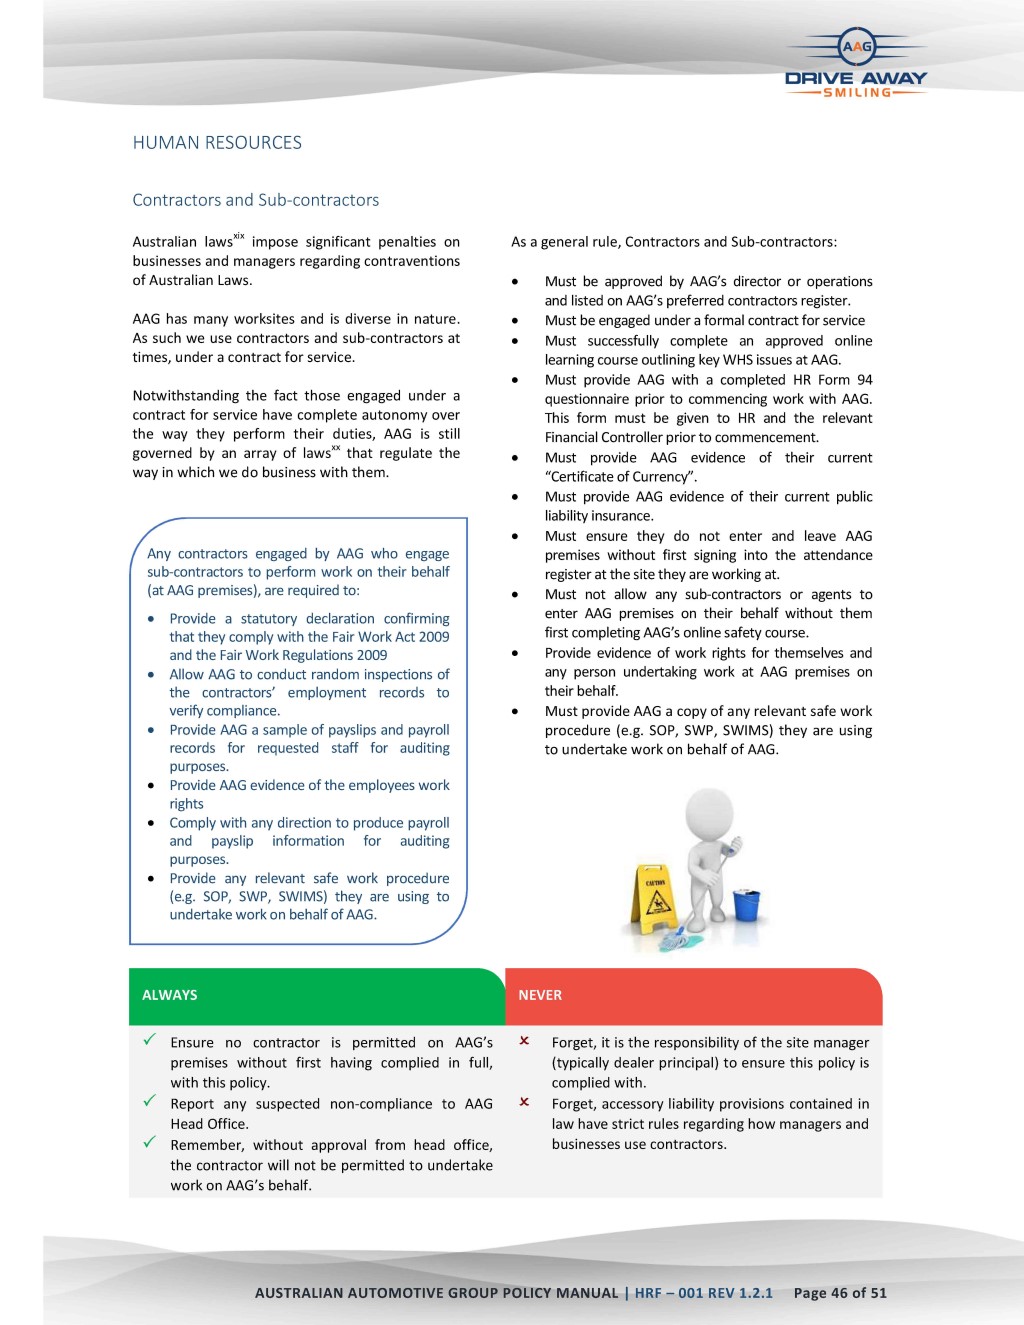 AAG
DRIVE AWAY
SMILING
HUMAN RESOURCES
Contractors and Sub-contractors
Australian lawsxix impose significant penalties on
businesses and managers regarding contraventions
of Australian Laws.
AAG has many worksites and is diverse in nature.
As such we use contractors and sub-contractors at
times, under a contract for service.
Notwithstanding the fact those engaged under a
contract for service have complete autonomy over
the way they perform their duties, AAG is still
governed by an array of lawsxx that regulate the
way in which we do business with them.
Any contractors engaged by AAG who engage
sub-contractors to perform work on their behalf
(at AAG premises), are required to:
• Provide a statutory declaration confirming
that they comply with the Fair Work Act 2009
and the Fair Work Regulations 2009
• Allow AAG to conduct random inspections of
the contractors’ employment records to
verify compliance.
• Provide AAG a sample of payslips and payroll
records for requested staff for auditing
purposes.
• Provide AAG evidence of the employees work
rights
• Comply with any direction to produce payroll
and payslip information for auditing
purposes.
• Provide any relevant safe work procedure
(e.g. SOP, SWP, SWIMS) they are using to
undertake work on behalf of AAG.
As a general rule, Contractors and Sub-contractors:
• Must be approved by AAG’s director or operations
and listed on AAG’s preferred contractors register.
• Must be engaged under a formal contract for service
• Must successfully complete an approved online
learning course outlining key WHS issues at AAG.
• Must provide AAG with a completed HR Form 94
questionnaire prior to commencing work with AAG.
This form must be given to HR and the relevant
Financial Controller prior to commencement.
• Must provide AAG evidence of their current
“Certificate of Currency”.
• Must provide AAG evidence of their current public
liability insurance.
• Must ensure they do not enter and leave AAG
premises without first signing into the attendance
register at the site they are working at.
• Must not allow any sub-contractors or agents to
enter AAG premises on their behalf without them
first completing AAG’s online safety course.
• Provide evidence of work rights for themselves and
any person undertaking work at AAG premises on
their behalf.
• Must provide AAG a copy of any relevant safe work
procedure (e.g. SOP, SWP, SWIMS) they are using
to undertake work on behalf of AAG.
CAUTION
ALWAYS
✓ Ensure no contractor is permitted on AAG’s
premises without first having complied in full,
with this policy.
✓ Report any suspected non-compliance to AAG
Head Office.
✓ Remember, without approval from head office,
the contractor will not be permitted to undertake
work on AAG’s behalf.
NEVER
✘ Forget, it is the responsibility of the site manager
(typically dealer principal) to ensure this policy is
complied with.
✘ Forget, accessory liability provisions contained in
law have strict rules regarding how managers and
businesses use contractors.
AUSTRALIAN AUTOMOTIVE GROUP POLICY MANUAL | HRF – 001 REV 1.2.1 Page 46 of 51